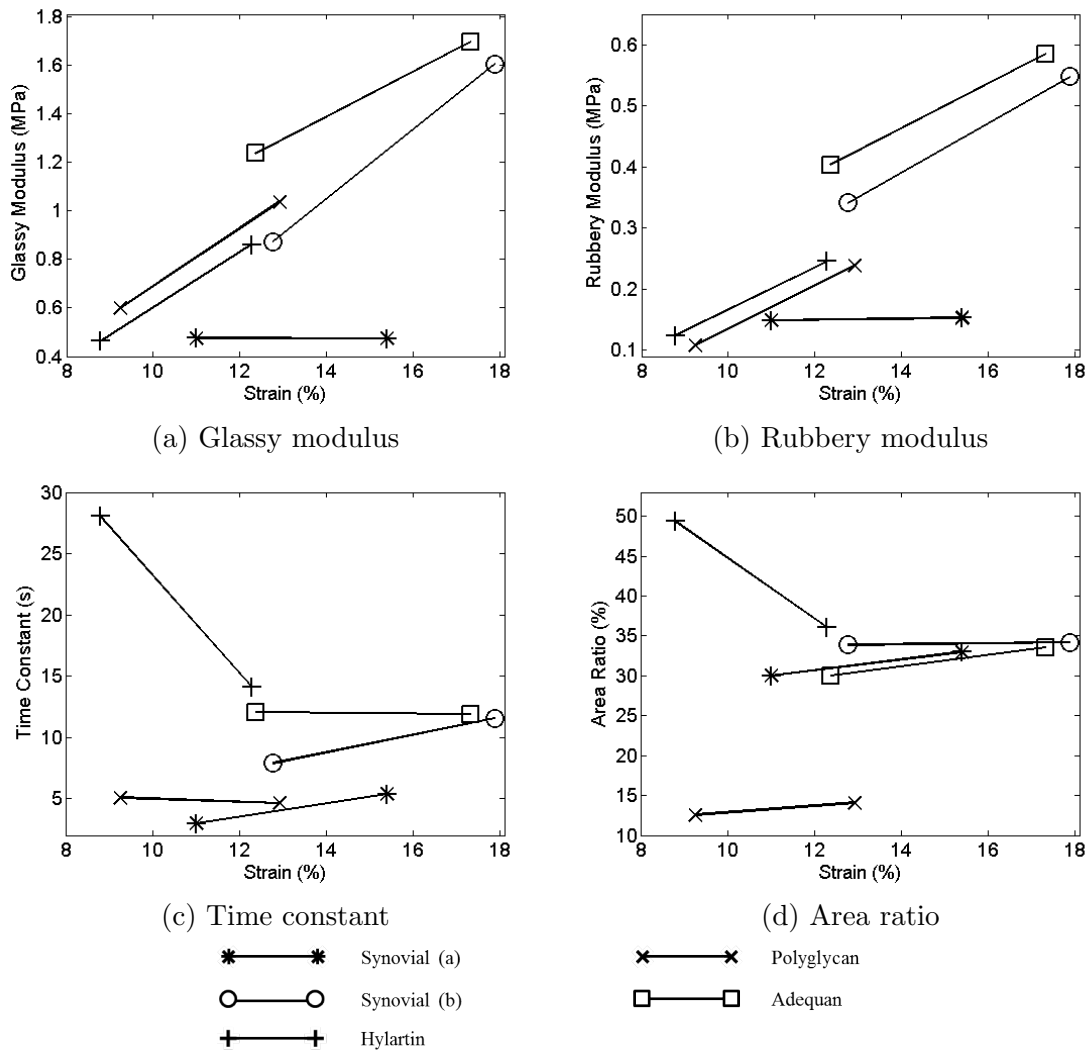 1.8
1.6
1.4
1.2
1
0.8
0.6
0.4
Glassy Modulus (MPa)
8 10 12 14 16 18
Strain (%)
(a) Glassy modulus
0.6
0.5
0.4
0.3
0.2
0.1
Rubbery Modulus (MPa)
8 10 12 14 16 18
Strain (%)
(b) Rubbery modulus
30
25
20
15
10
5
Time Constant (s)
8 10 12 14 16 18
Strain (%)
(c) Time constant
50
45
40
35
30
25
20
15
10
Area Ratio (%)
8 10 12 14 16 18
Strain (%)
(d) Area ratio
Synovial (a)
Synovial (b)
Hylartin
Polyglycan
Adequan